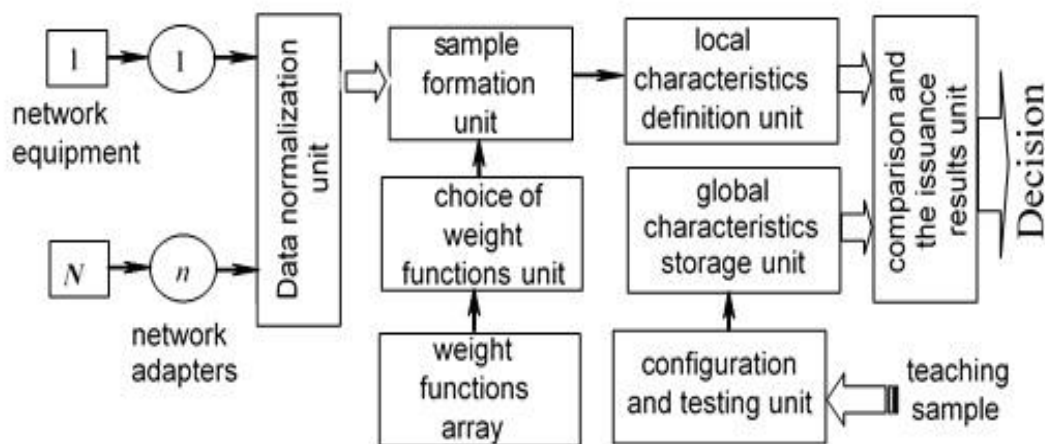 1
1
network
equipment
N
n
network
adapters
Data normalization
unit
sample
formation
unit
choice of
weight
functions unit
weight
functions
array
local
characteristics
definition unit
global
characteristics
storage unit
configuration
and testing unit
teaching
sample
comparison and
the issuance
results unit
Decision